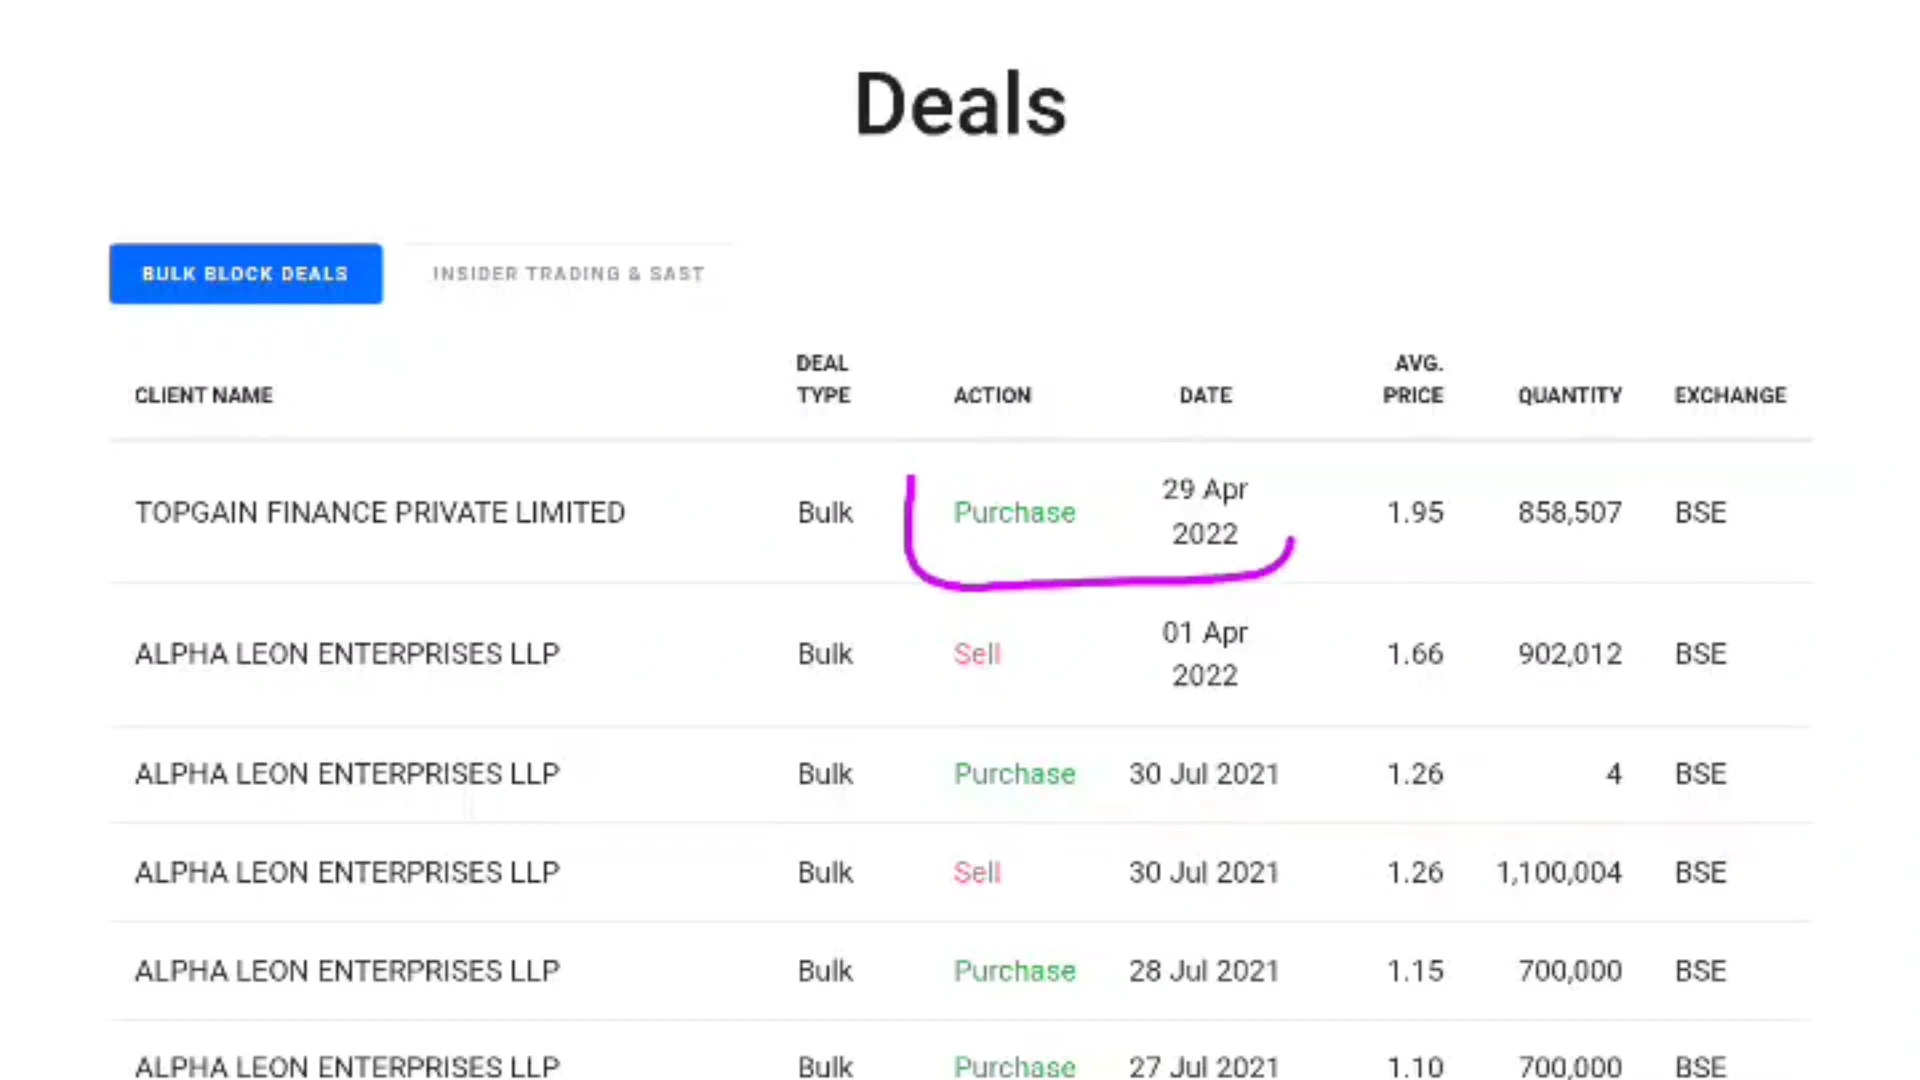 Deals
BULK BLOCK DEALS INSIDER TRADING & SAST
CLIENT NAME DEAL TYPE ACTION DATE AVG. PRICE QUANTITY EXCHANGE
TOPGAIN FINANCE PRIVATE LIMITED Bulk Purchase 29 Apr 2022 1.95 858,507 BSE
ALPHA LEON ENTERPRISES LLP Bulk Sell 01 Apr 2022 1.66 902,012 BSE
ALPHA LEON ENTERPRISES LLP Bulk Purchase 30 Jul 2021 1.26 4 BSE
ALPHA LEON ENTERPRISES LLP Bulk Sell 30 Jul 2021 1.26 1,100,004 BSE
ALPHA LEON ENTERPRISES LLP Bulk Purchase 28 Jul 2021 1.15 700,000 BSE
ALPHA LEON ENTERPRISES LLP Bulk Purchase 27 Jul 2021 1.10 700,000 BSE